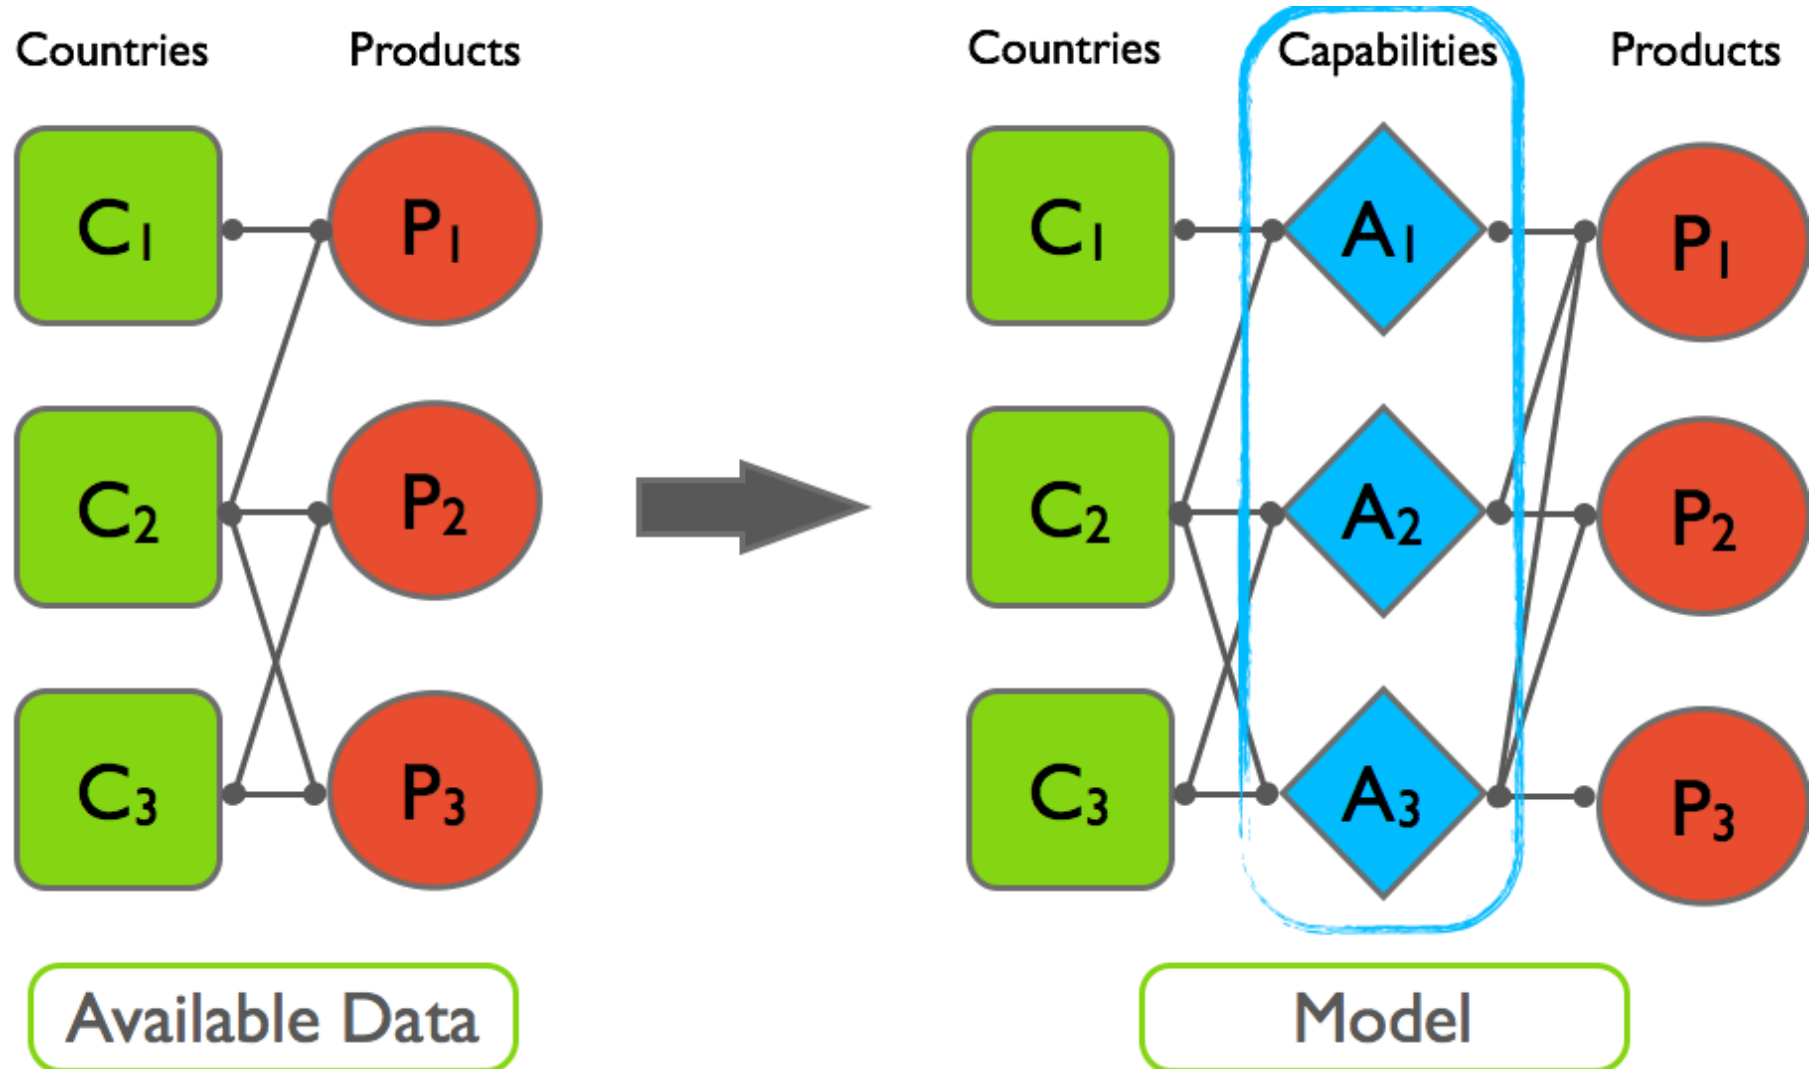 Countries Products
C1 P1
C2 P2
C3 P3
Available Data
Countries Capabilities Products
C1 A1 P1
C2 A2 P2
C3 A3 P3
Model